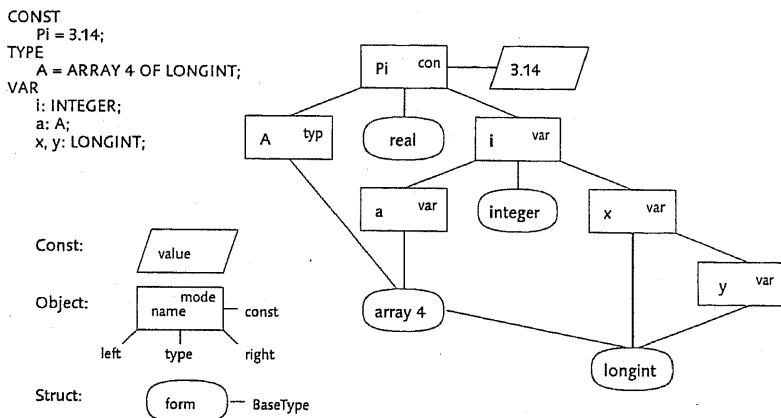 CONST
Pi = 3.14;
TYPE
A = ARRAY 4 OF LONGINT;
VAR
i: INTEGER;
a: A;
x, y: LONGINT;
Pi con
3.14
A typ
real
i var
a var
integer
x var
y var
array 4
longint
Const:
value
Object:
mode
name
const
left type right
Struct:
form
BaseType